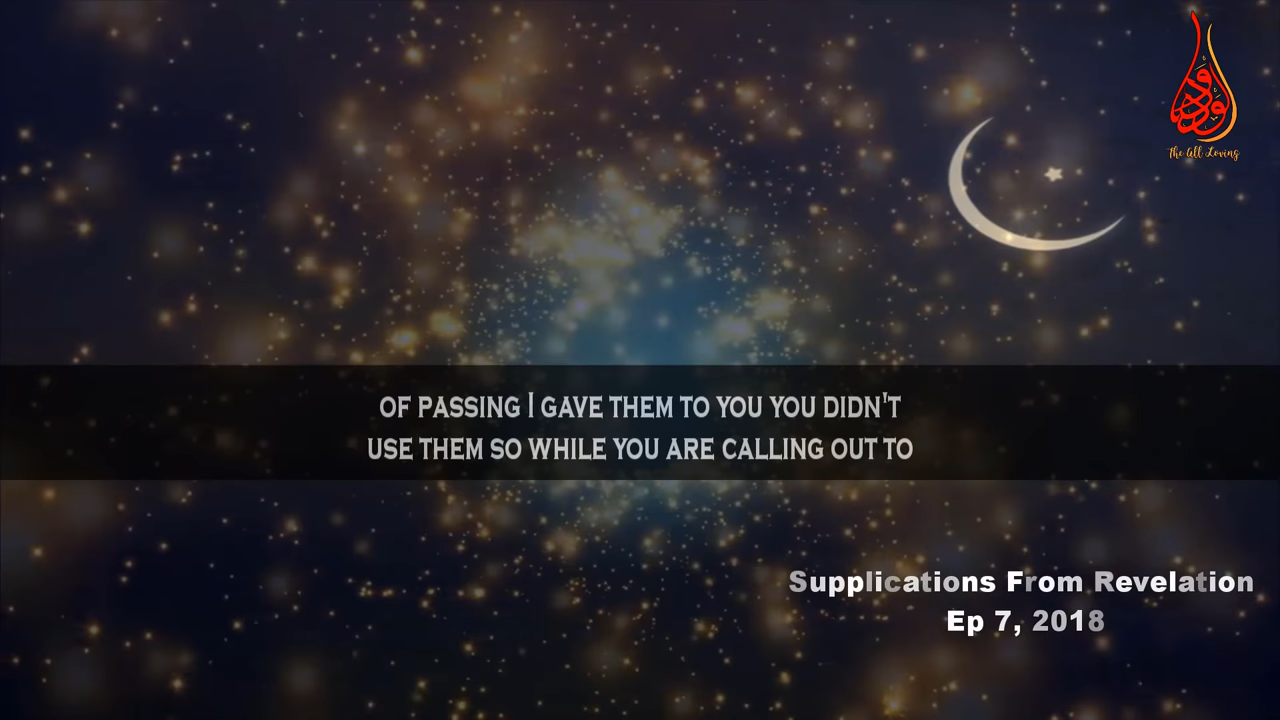 الودود
The All Loving
OF PASSING I GAVE THEM TO YOU YOU DIDN'T
USE THEM SO WHILE YOU ARE CALLING OUT TO
Supplications From Revelation
Ep 7, 2018